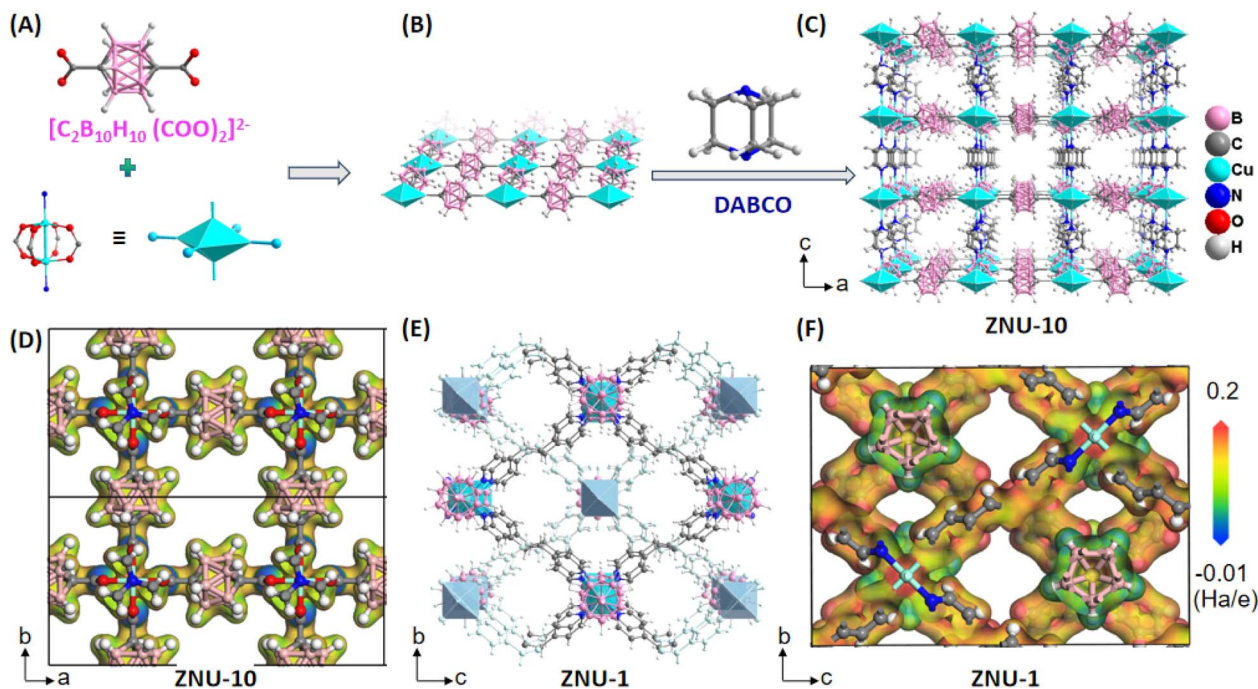 (A)
[C₂B₁₀H₁₀ (COO)₂]²⁻
+
≡
(B)
DABCO
(C)
c
a
ZNU-10
B
C
Cu
N
O
H
(D)
b
a
ZNU-10
(E)
b
c
ZNU-1
(F)
b
c
ZNU-1
0.2
-0.01
(Ha/e)